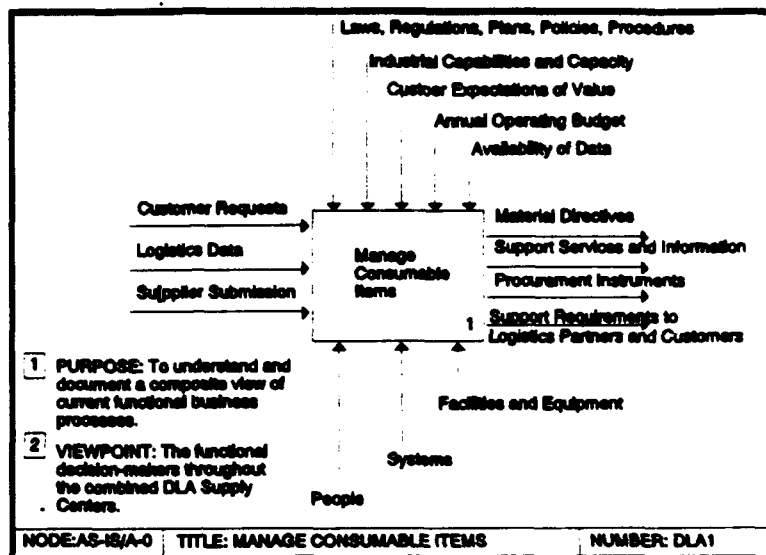 Laws, Regulations, Plans, Policies, Procedures
Industrial Capabilities and Capacity
Custoer Expectations of Value
Annual Operating Budget
Availability of Data
Customer Requests
Logistics Data
Supplier Submission
Manage
Consumable
Items
1
Material Directives
Support Services and Information
Procurement Instruments
Support Requirements to
Logistics Partners and Customers
1 PURPOSE: To understand and
document a composite view of
current functional business
processes.
2 VIEWPOINT: The functional
decision-makers throughout
the combined DLA Supply
Centers.
Facilities and Equipment
Systems
People
NODE:AS-IS/A-0 TITLE: MANAGE CONSUMABLE ITEMS NUMBER: DLA1